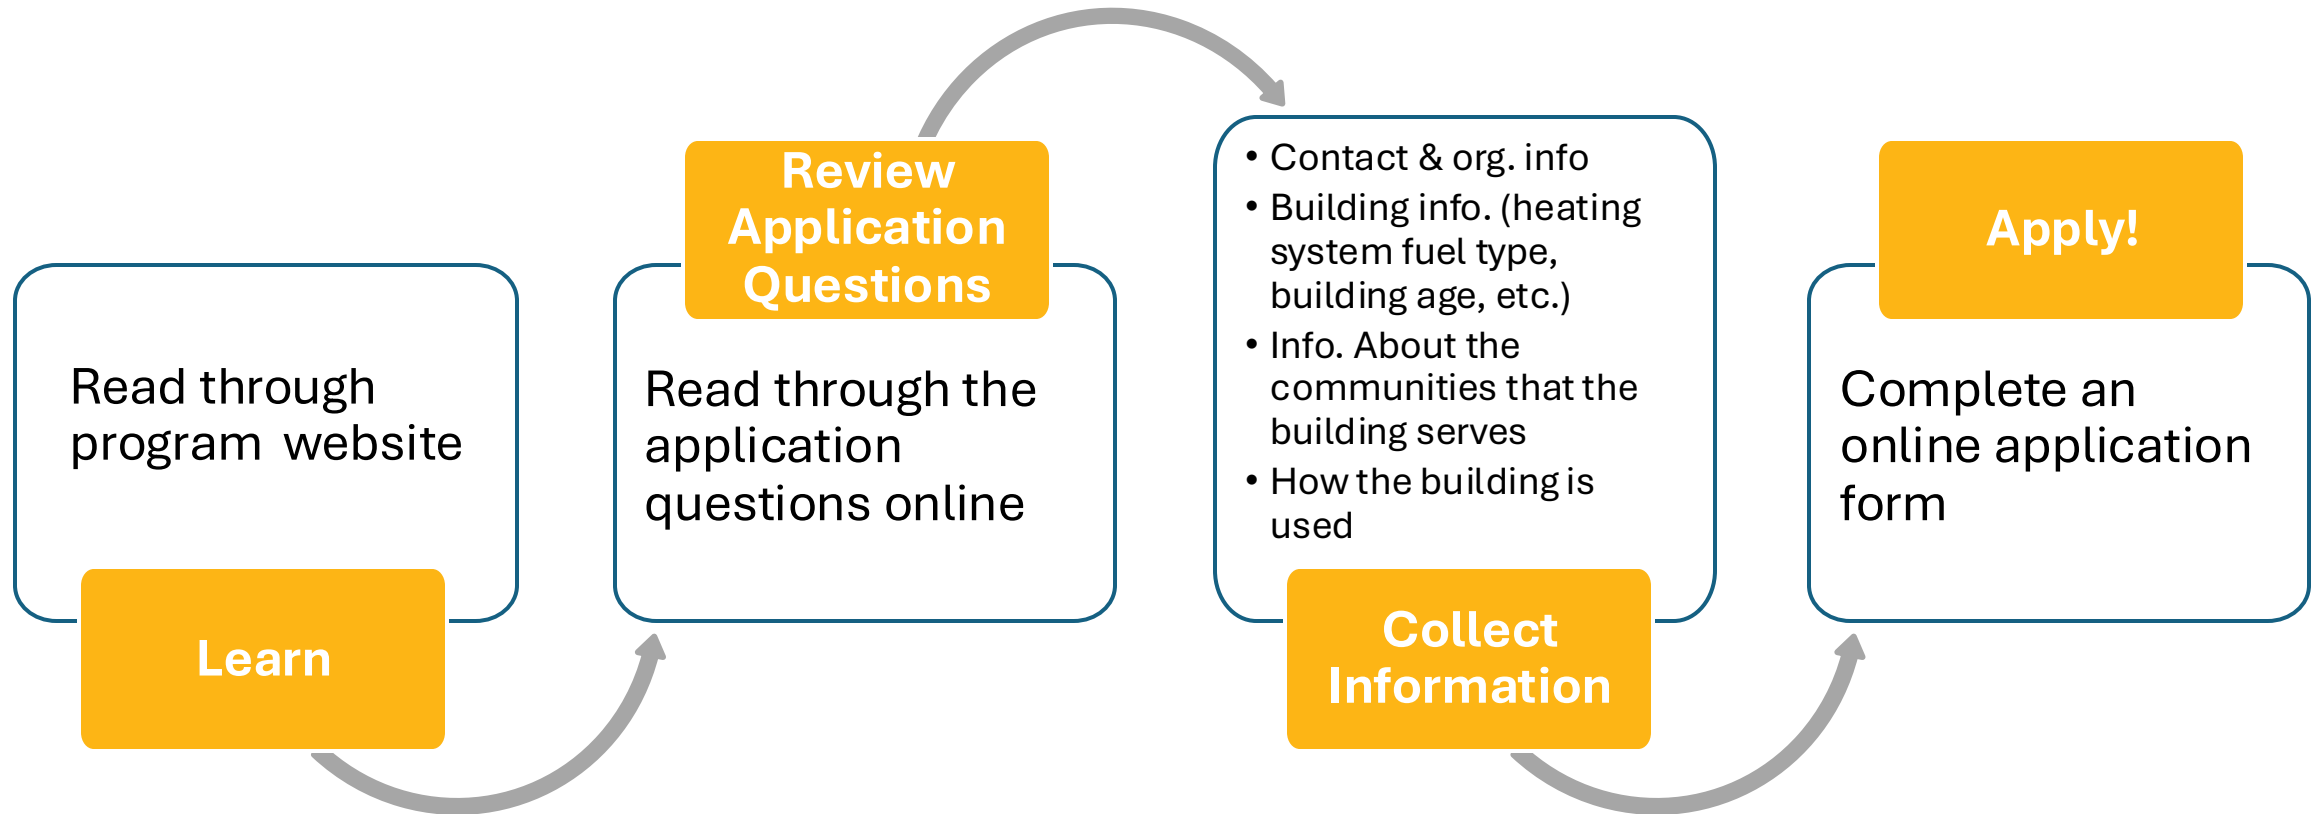 Read through
program  website
Learn
Review
Application
Questions
Read through the
application
questions online
• Contact & org. info
• Building info. (heating
system fuel type,
building age, etc.)
• Info. About the
communities that the
building serves
• How the building is
used
Collect
Information
Apply!
Complete an
online application
form